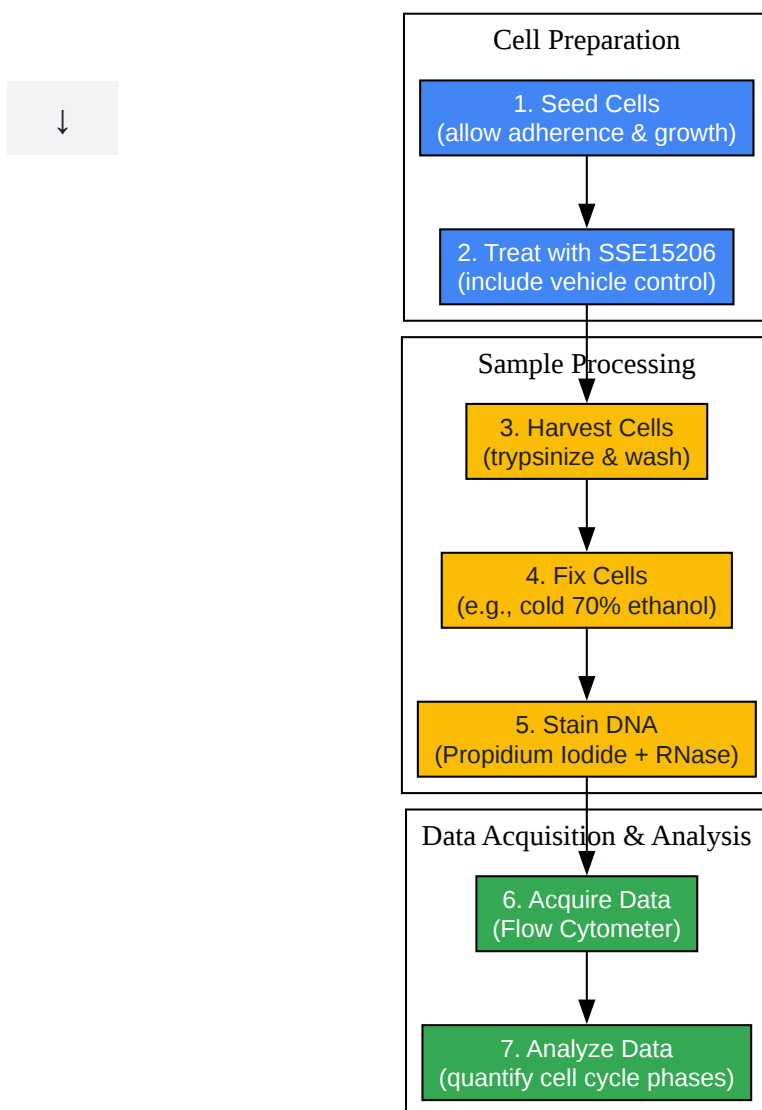 ↓
Cell Preparation
1. Seed Cells
(allow adherence & growth)
2. Treat with SSE15206
(include vehicle control)
Sample Processing
3. Harvest Cells
(trypsinize & wash)
4. Fix Cells
(e.g., cold 70% ethanol)
5. Stain DNA
(Propidium Iodide + RNase)
Data Acquisition & Analysis
6. Acquire Data
(Flow Cytometer)
7. Analyze Data
(quantify cell cycle phases)